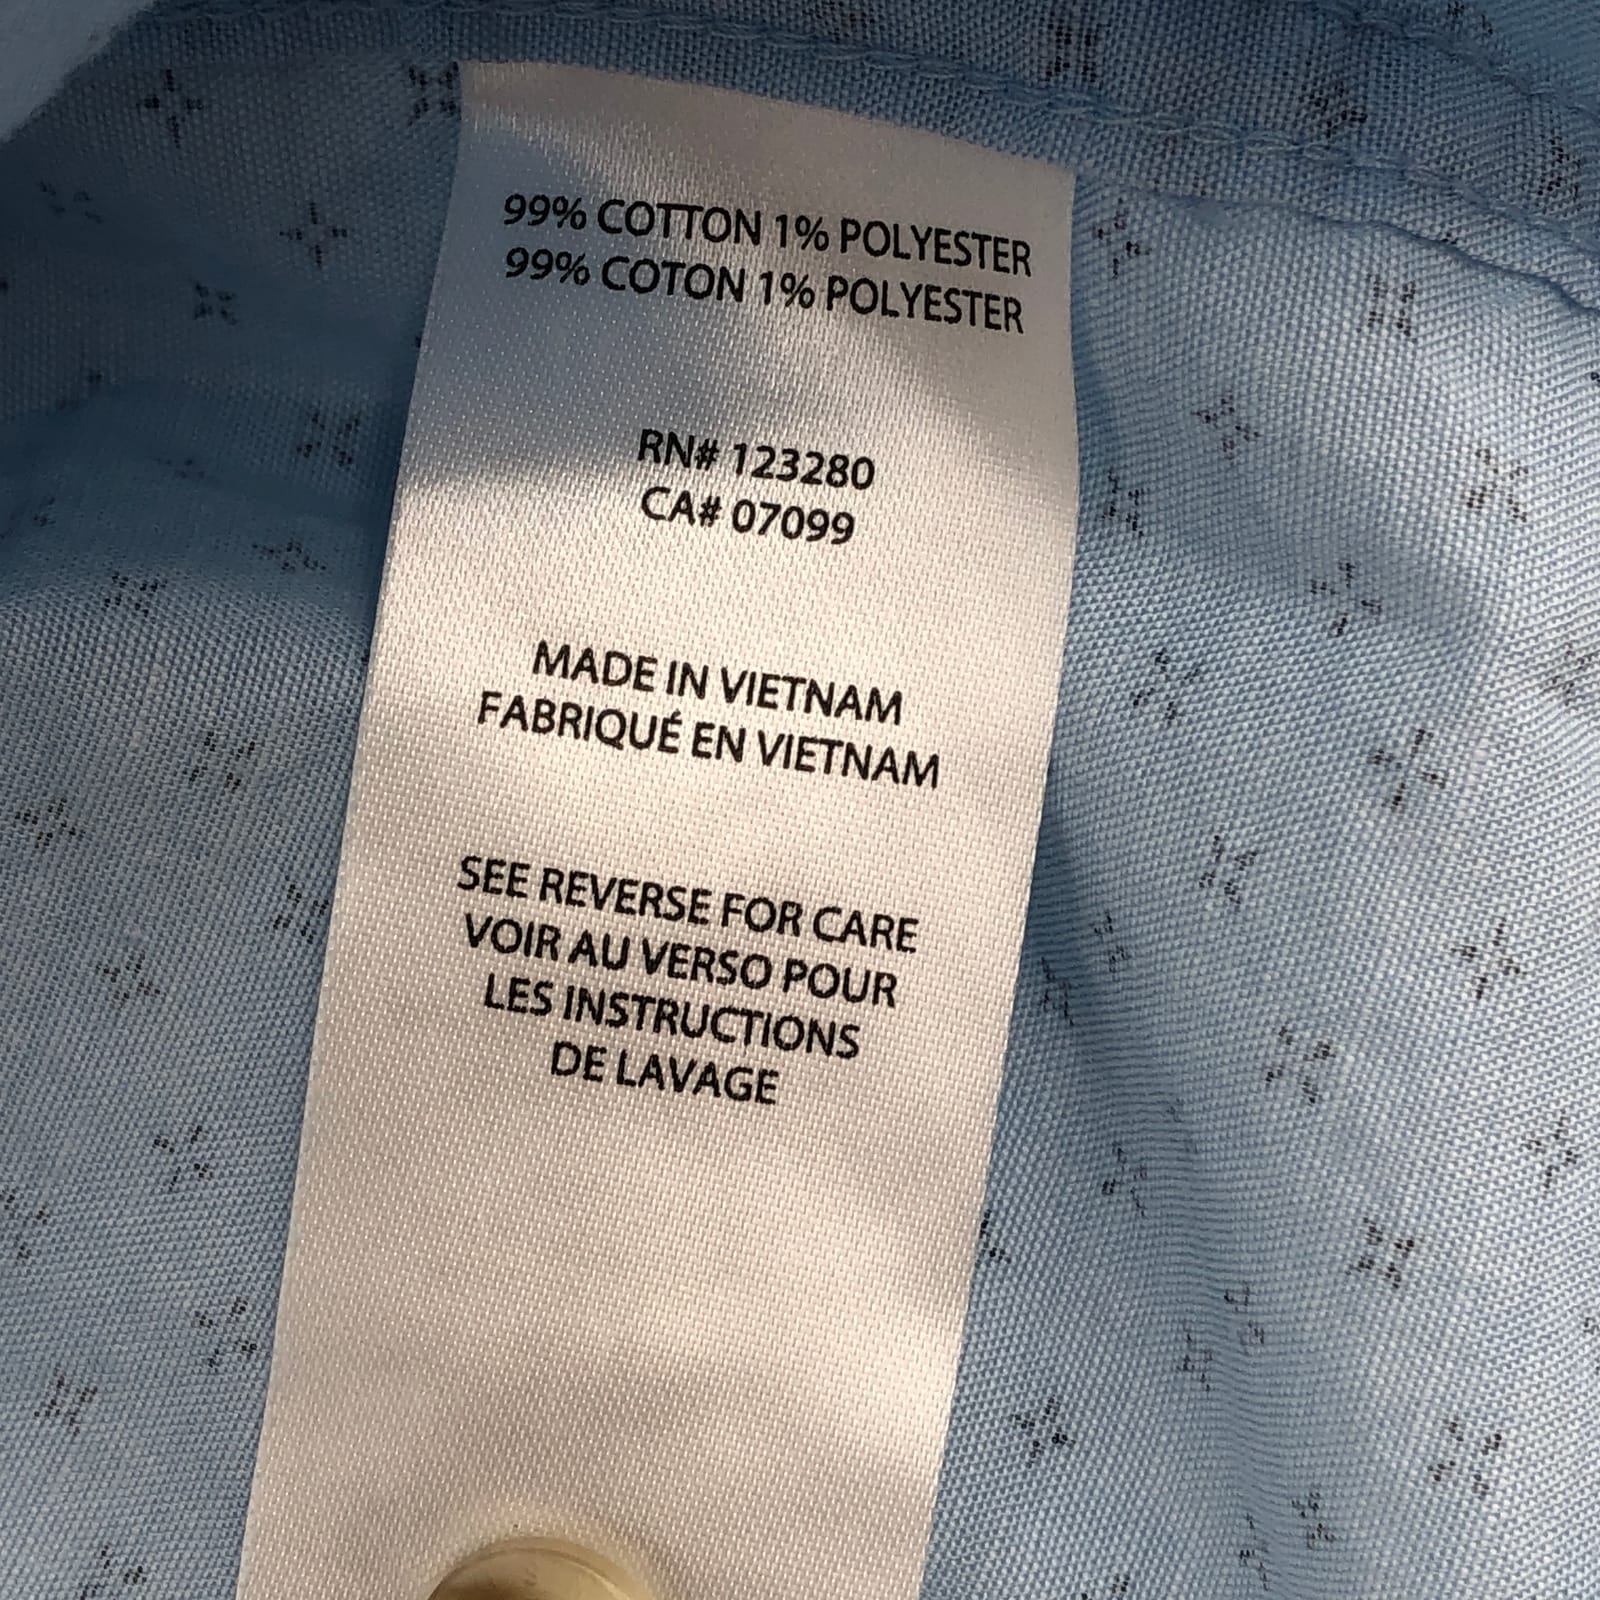 99% COTTON 1% POLYESTER
99% COTON 1% POLYESTER
RN# 123280
CA# 07099
MADE IN VIETNAM
FABRIQUÉ EN VIETNAM
SEE REVERSE FOR CARE
VOIR AU VERSO POUR
LES INSTRUCTIONS
DE LAVAGE